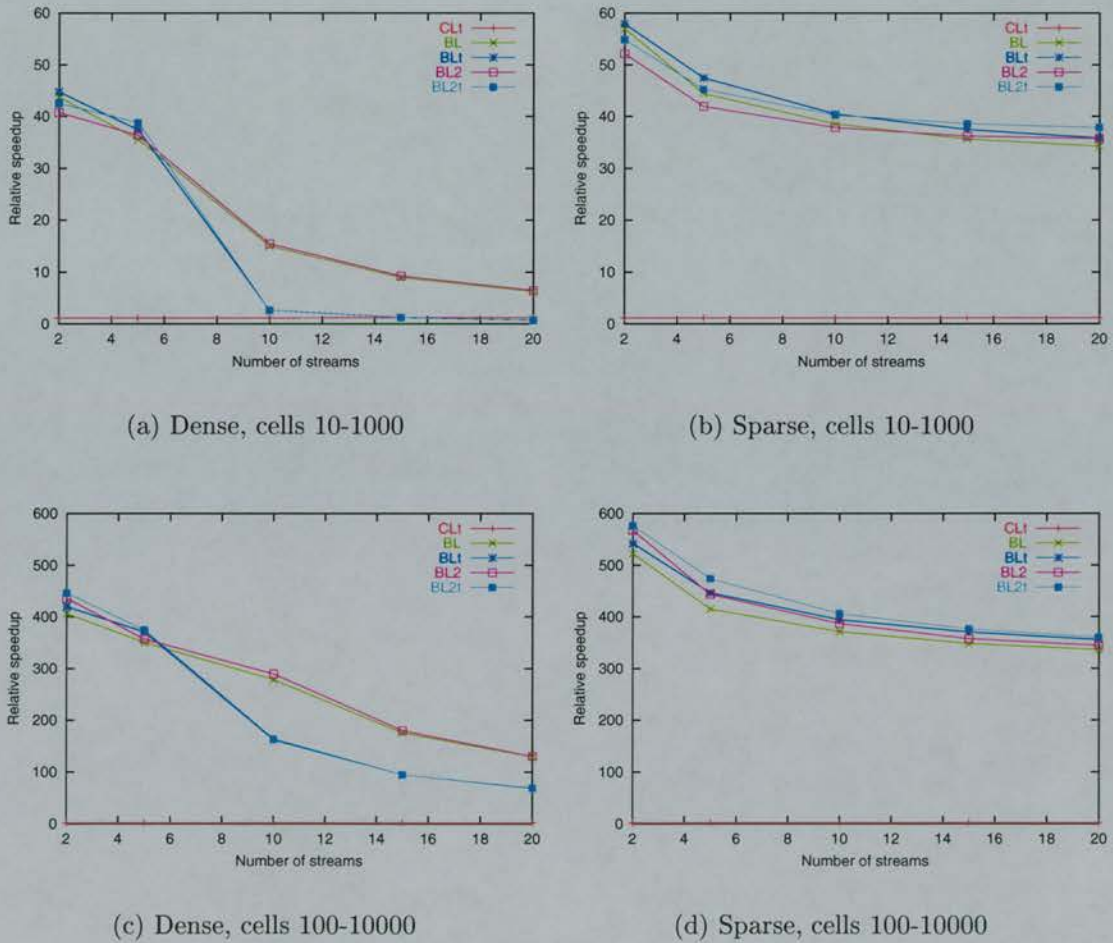 60
50
40
30
20
10
0
Relative speedup
2 4 6 8 10 12 14 16 18 20
Number of streams
CLt
BL
BLt
BL2
BL2t
(a) Dense, cells 10-1000
60
50
40
30
20
10
0
Relative speedup
2 4 6 8 10 12 14 16 18 20
Number of streams
CLt
BL
BLt
BL2
BL2t
(b) Sparse, cells 10-1000
600
500
400
300
200
100
0
Relative speedup
2 4 6 8 10 12 14 16 18 20
Number of streams
CLt
BL
BLt
BL2
BL2t
(c) Dense, cells 100-10000
600
500
400
300
200
100
0
Relative speedup
2 4 6 8 10 12 14 16 18 20
Number of streams
CLt
BL
BLt
BL2
BL2t
(d) Sparse, cells 100-10000